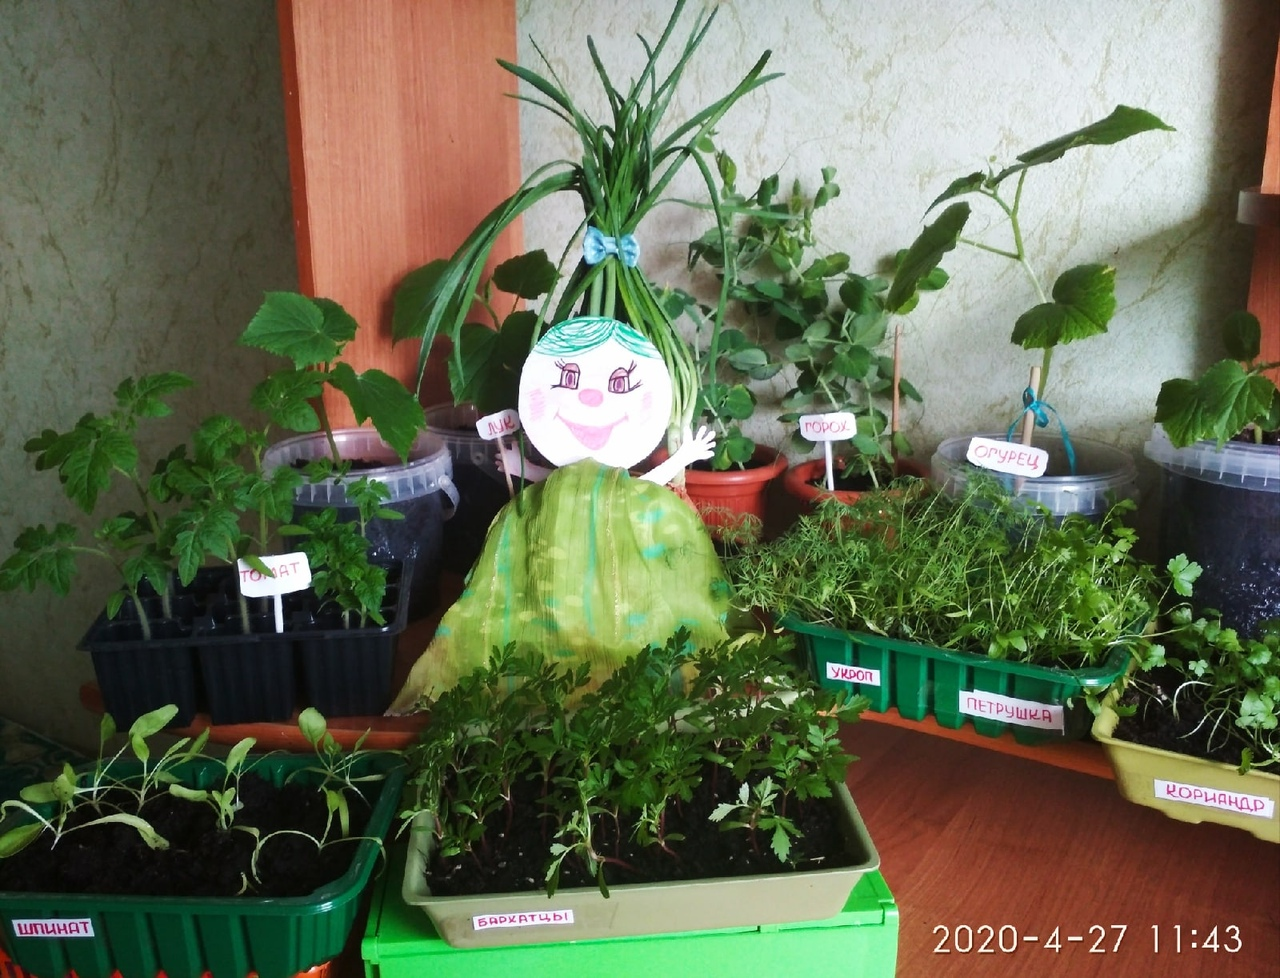 ЛУК
ГОРОХ
ОГУРЕЦ
ТОМАТ
УКРОП
ПЕТРУШКА
КОРИАНДР
БАРХАТЦЫ
ШПИНАТ
2020-4-27 11:43